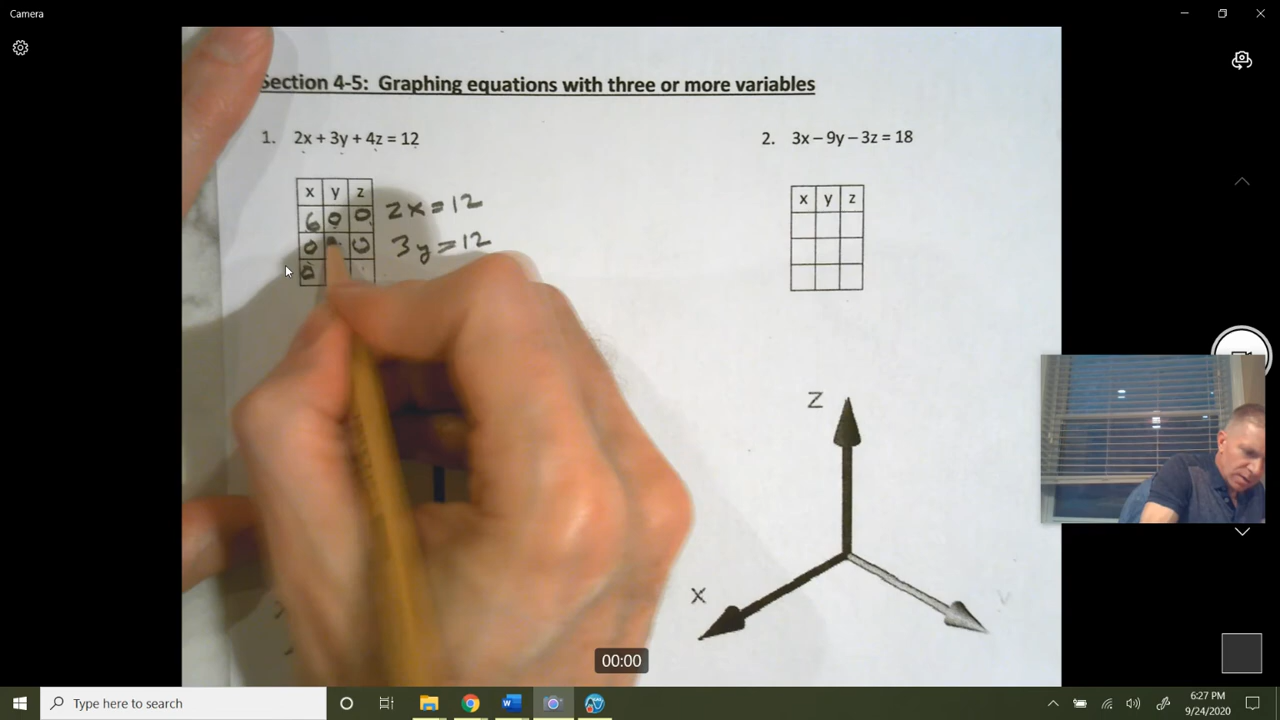 Camera
Section 4-5: Graphing equations with three or more variables
1. 2x + 3y + 4z = 12
2. 3x – 9y – 3z = 18
x y z
6 0 0 2x = 12
0 0 3y = 12
0
x y z
Z
X
Y
00:00
Type here to search
6:27 PM
9/24/2020